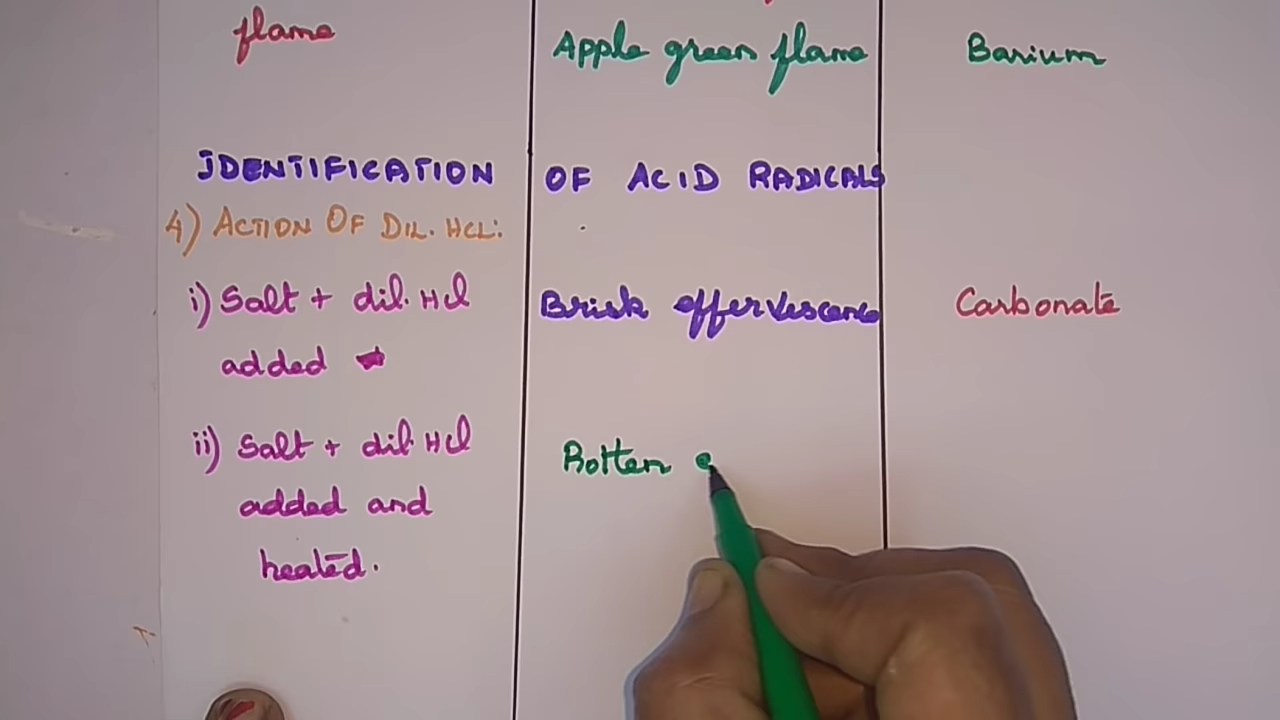 flame
Apple green flame
Barium
IDENTIFICATION OF ACID RADICALS
4) ACTION OF DIL. HCL:
i) Salt + dil. Hcl
added
Brisk effervescence
Carbonate
ii) Salt + dil. Hcl
added and
heated.
Rotten e